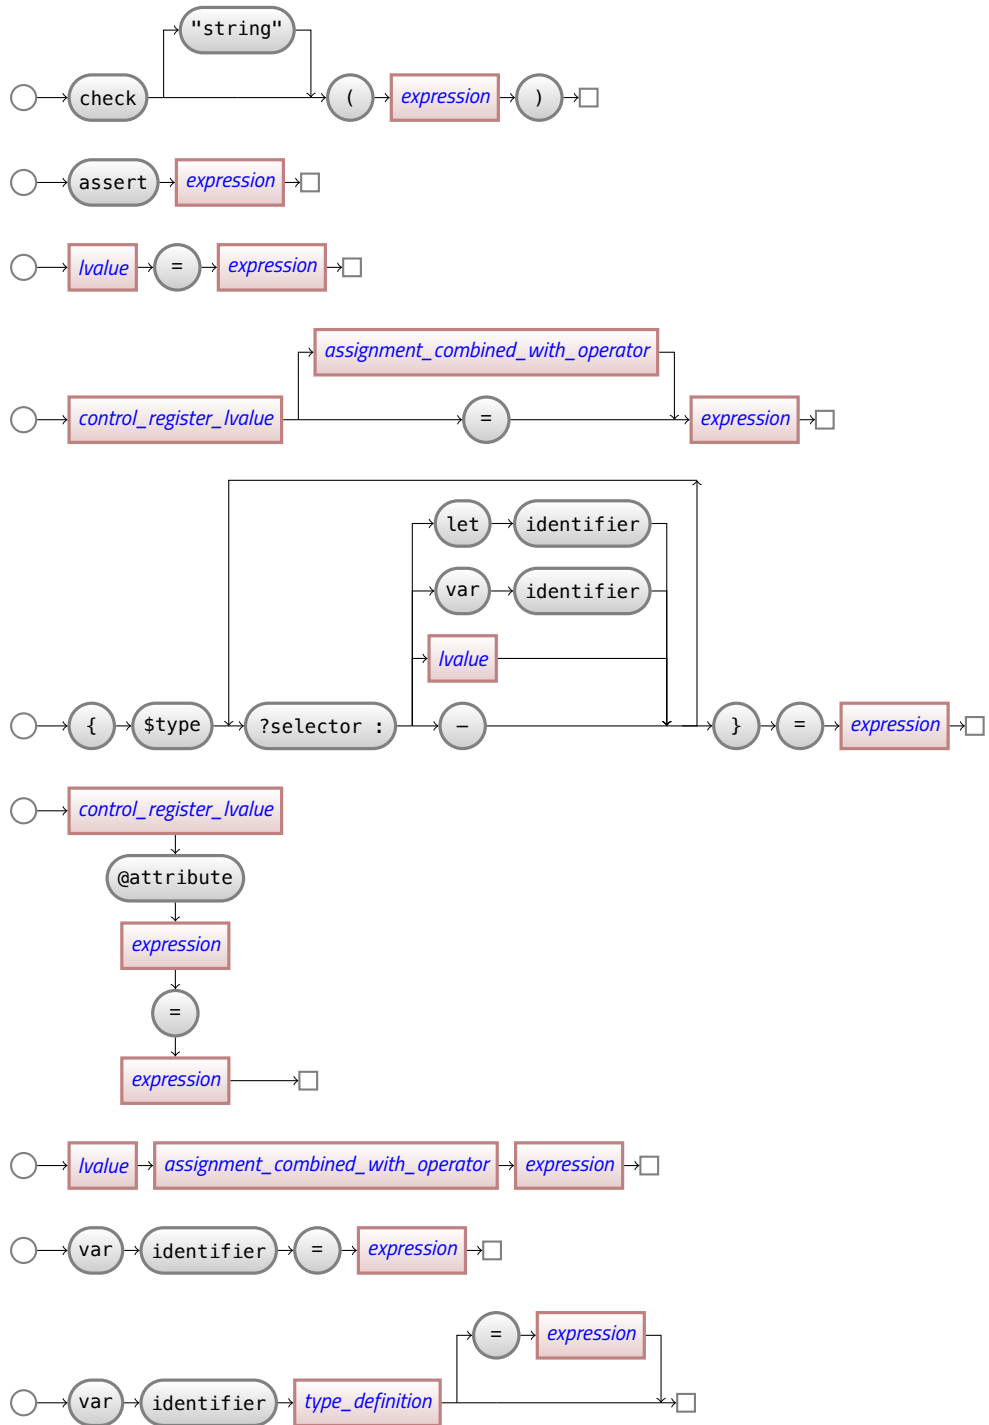 "string"
check ( expression )
assert expression
lvalue = expression
assignment_combined_with_operator
control_register_lvalue = expression
let identifier
var identifier
lvalue
{ $type ?selector : – } = expression
control_register_lvalue
@attribute
expression
=
expression
lvalue assignment_combined_with_operator expression
var identifier = expression
= expression
var identifier type_definition